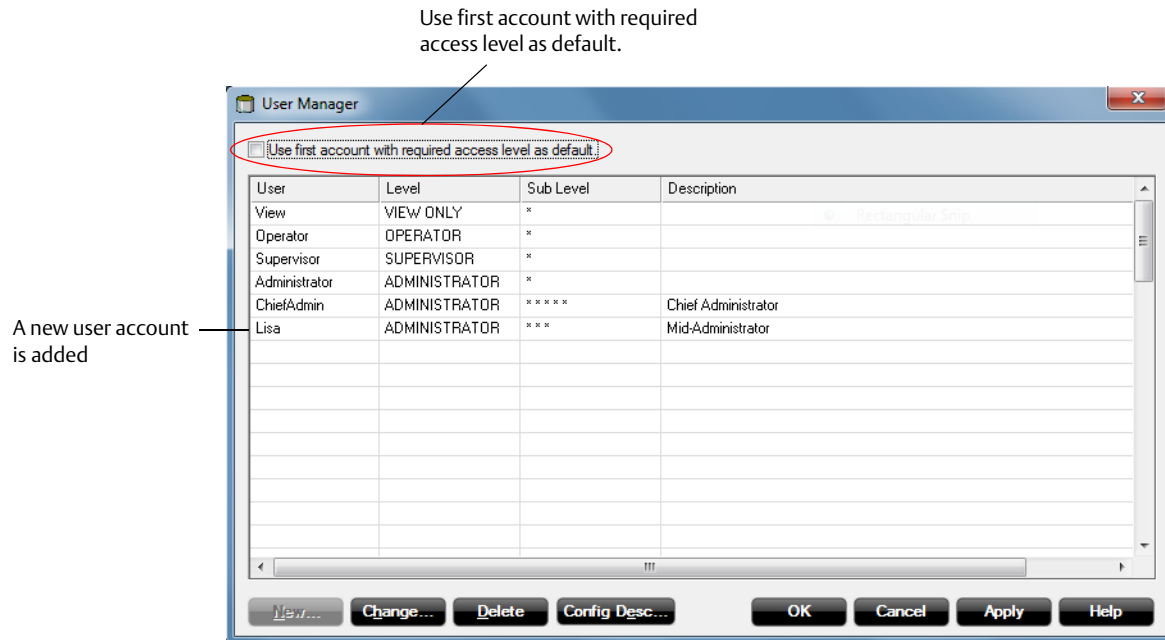 Use first account with required
access level as default.
User Manager
Use first account with required access level as default.
User Level Sub Level Description
View VIEW ONLY *
Rectangular Snip
Operator OPERATOR *
Supervisor SUPERVISOR *
Administrator ADMINISTRATOR *
ChiefAdmin ADMINISTRATOR * * * * * Chief Administrator
Lisa ADMINISTRATOR * * * Mid-Administrator
A new user account
is added
New... Change... Delete Config Desc... OK Cancel Apply Help